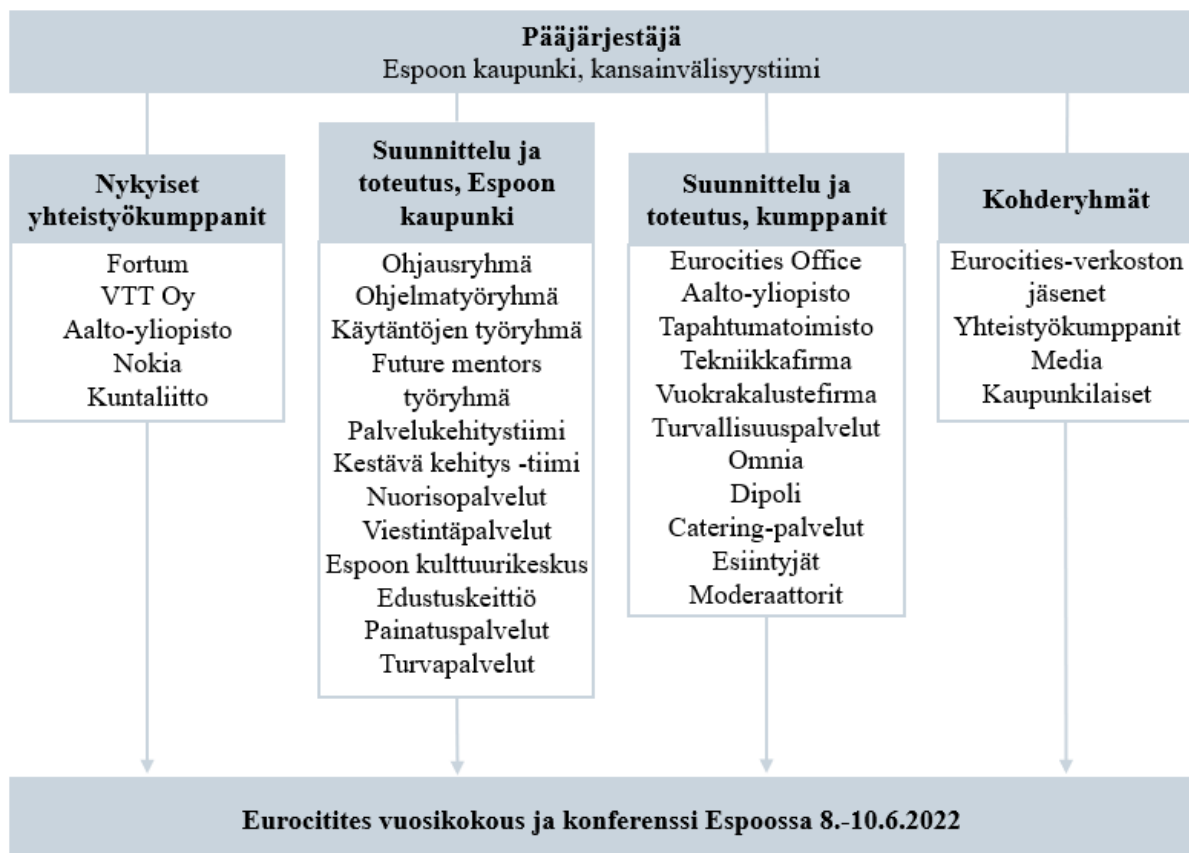 Pääjärjestäjä
Espoon kaupunki, kansainvälisyystiimi
Nykyiset
yhteistyökumppanit
Fortum
VTT Oy
Aalto-yliopisto
Nokia
Kuntaliitto
Suunnittelu ja
toteutus, Espoon
kaupunki
Ohjausryhmä
Ohjelmatyöryhmä
Käytäntöjen työryhmä
Future mentors
työryhmä
Palvelukehitystiimi
Kestävä kehitys -tiimi
Nuorisopalvelut
Viestintäpalvelut
Espoon kulttuurikeskus
Edustuskeittiö
Painatuspalvelut
Turvapalvelut
Suunnittelu ja
toteutus, kumppanit
Eurocities Office
Aalto-yliopisto
Tapahtumatoimisto
Tekniikkafirma
Vuokrakalustefirma
Turvallisuuspalvelut
Omnia
Dipoli
Catering-palvelut
Esiintyjät
Moderaattorit
Kohderyhmät
Eurocities-verkoston
jäsenet
Yhteistyökumppanit
Media
Kaupunkilaiset
Eurocitites vuosikokous ja konferenssi Espoossa 8.-10.6.2022